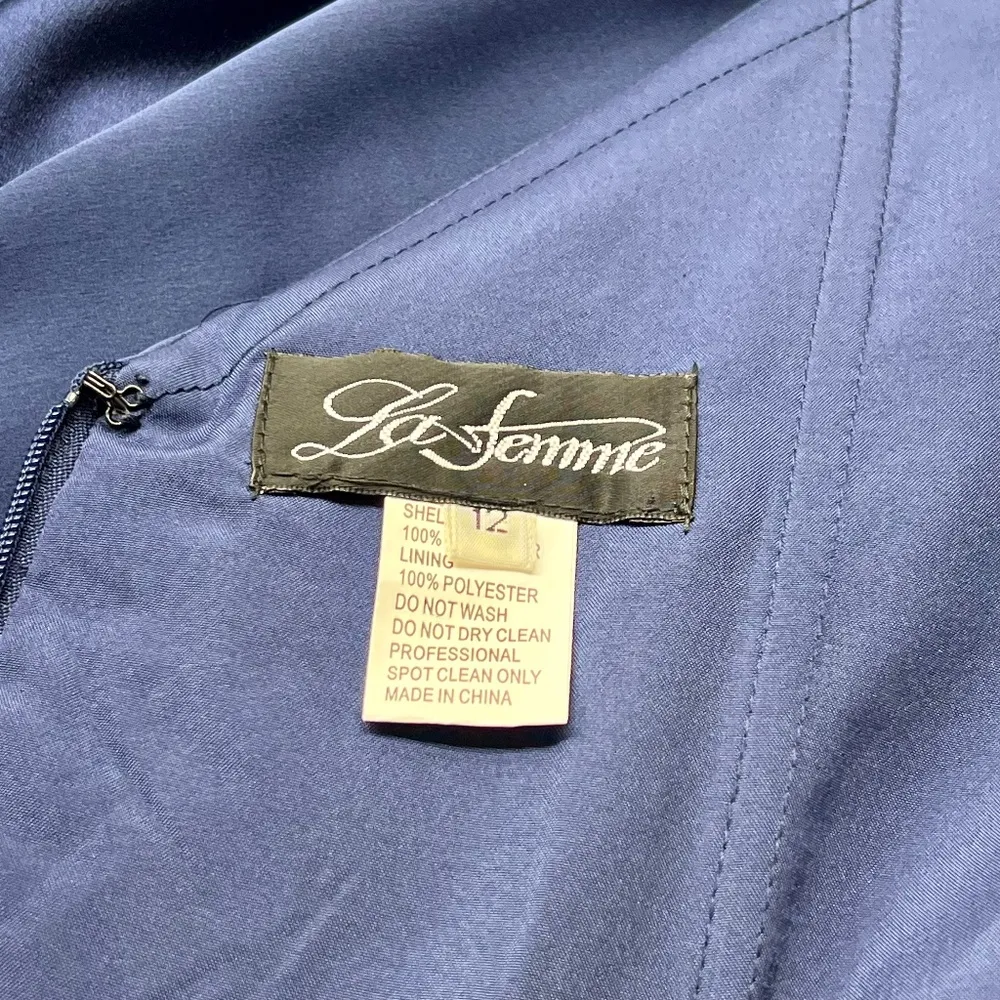 La Femme
12
SHEL
100% R
LINING
100% POLYESTER
DO NOT WASH
DO NOT DRY CLEAN
PROFESSIONAL
SPOT CLEAN ONLY
MADE IN CHINA